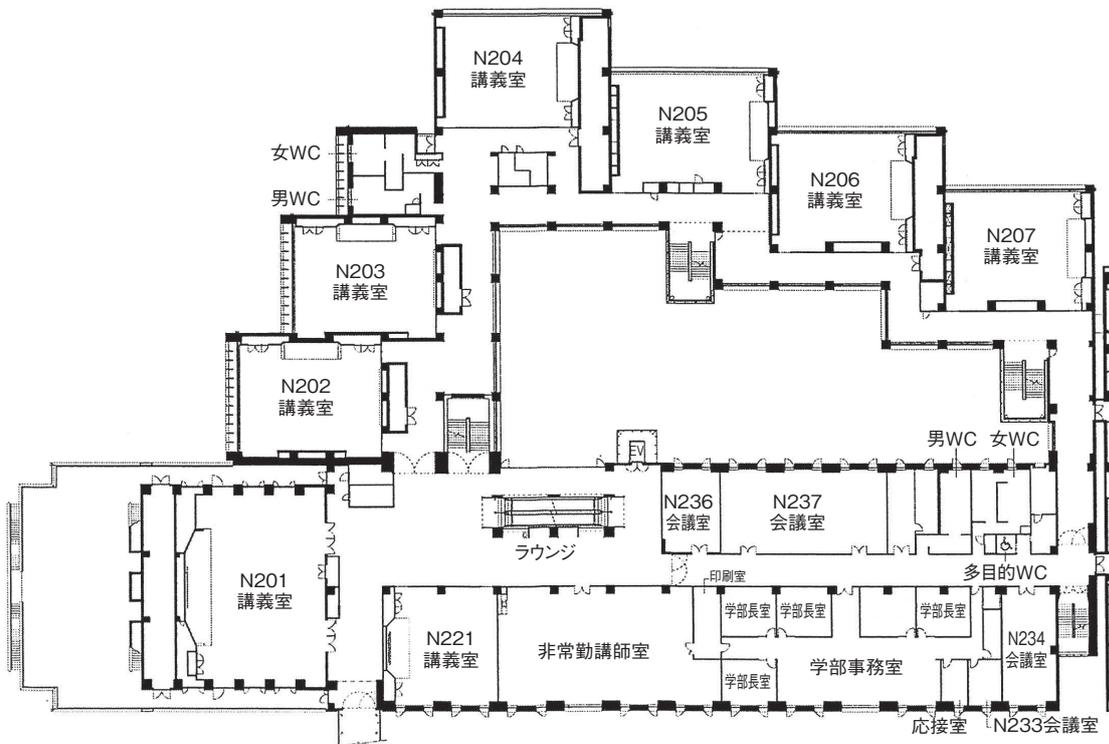 N204
講義室
N205
講義室
女WC
N206
講義室
男WC
N207
講義室
N203
講義室
N202
講義室
EV
男WC
女WC
N236
会議室
N237
会議室
ラウンジ
N201
講義室
印刷室
多目的WC
学部長室
学部長室
学部長室
N221
講義室
非常勤講師室
学部事務室
N234
会議室
学部長室
応接室
N233会議室